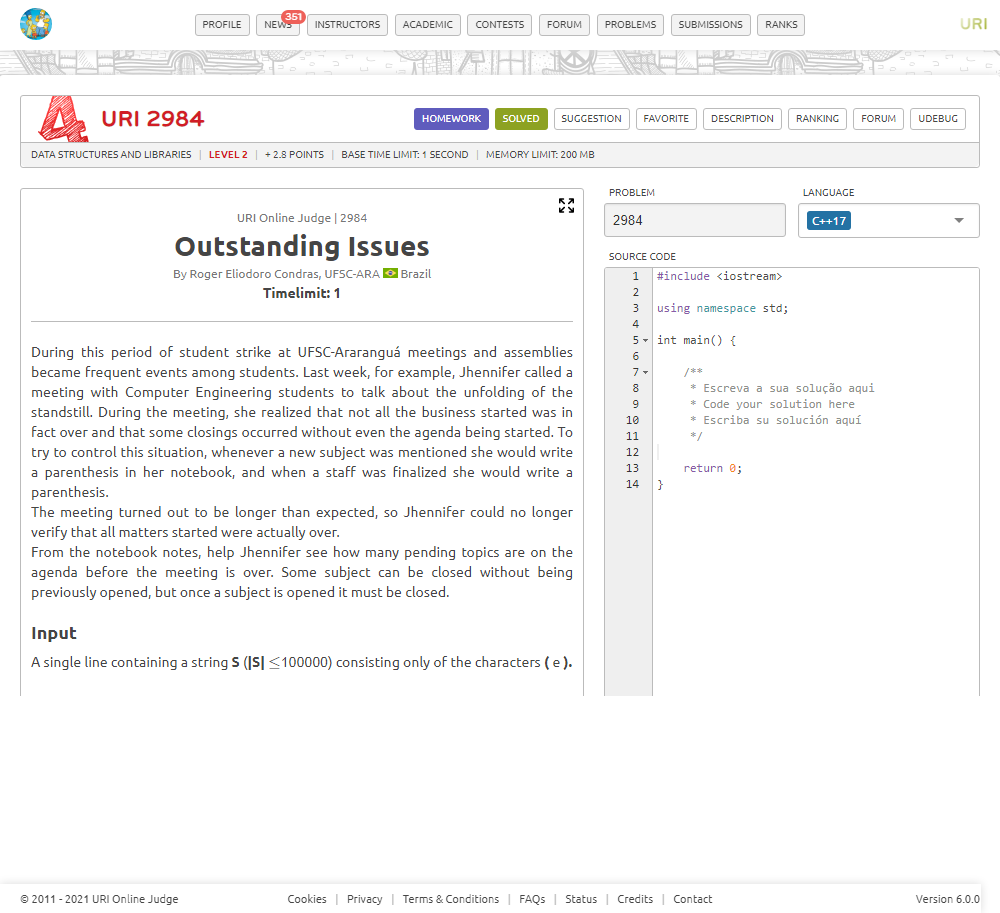 PROFILE NEWS 351 INSTRUCTORS ACADEMIC CONTESTS FORUM PROBLEMS SUBMISSIONS RANKS URI
4 URI 2984 HOMEWORK SOLVED SUGGESTION FAVORITE DESCRIPTION RANKING FORUM UDEBUG
DATA STRUCTURES AND LIBRARIES | LEVEL 2 | + 2.8 POINTS | BASE TIME LIMIT: 1 SECOND | MEMORY LIMIT: 200 MB
URI Online Judge | 2984
Outstanding Issues
By Roger Eliodoro Condras, UFSC-ARA Brazil
Timelimit: 1
During this period of student strike at UFSC-Araranguá meetings and assemblies
became frequent events among students. Last week, for example, Jhennifer called a
meeting with Computer Engineering students to talk about the unfolding of the
standstill. During the meeting, she realized that not all the business started was in
fact over and that some closings occurred without even the agenda being started. To
try to control this situation, whenever a new subject was mentioned she would write
a parenthesis in her notebook, and when a staff was finalized she would write a
parenthesis.
The meeting turned out to be longer than expected, so Jhennifer could no longer
verify that all matters started were actually over.
From the notebook notes, help Jhennifer see how many pending topics are on the
agenda before the meeting is over. Some subject can be closed without being
previously opened, but once a subject is opened it must be closed.
Input
A single line containing a string S (|S| ≤100000) consisting only of the characters ( e ).
PROBLEM LANGUAGE
2984 C++17
SOURCE CODE
1 #include <iostream>
2
3 using namespace std;
4
5 int main() {
6
7 /**
8 * Escreva a sua solução aqui
9 * Code your solution here
10 * Escriba su solución aquí
11 */
12
13 return 0;
14 }
© 2011 - 2021 URI Online Judge Cookies | Privacy | Terms & Conditions | FAQs | Status | Credits | Contact Version 6.0.0